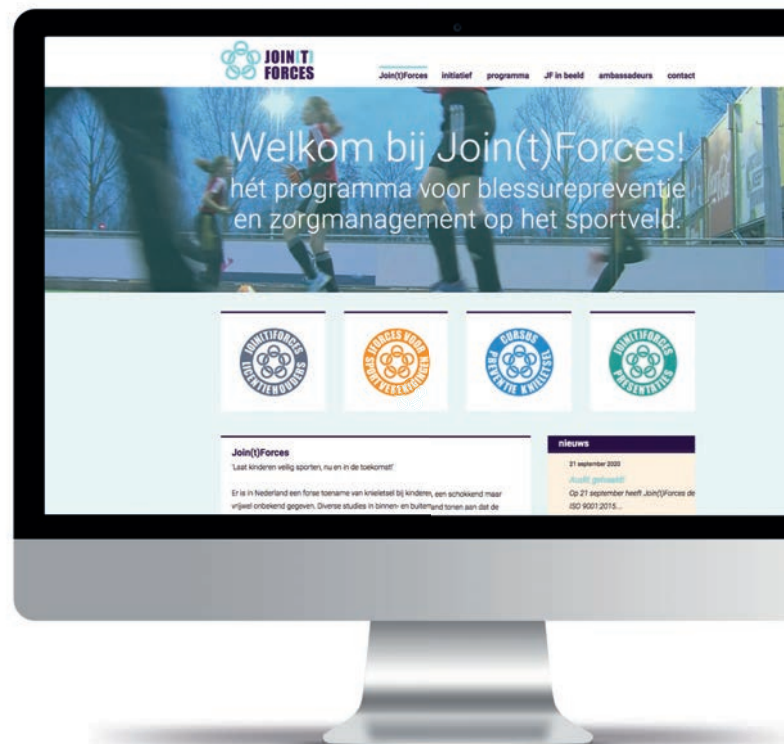 JOIN(T)
FORCES
Join(t)Forces initiatief programma JF in beeld ambassadeurs contact
Welkom bij Join(t)Forces!
hét programma voor blessurepreventie
en zorgmanagement op het sportveld.
JOIN(T)FORCES
LICENTIEHOUDERS
JFORCES VOOR
SPORTVERENIGINGEN
CURSUS
PREVENTIE KNIELETSEL
JOIN(T)FORCES
PRESENTATIES
Join(t)Forces
'Laat kinderen veilig sporten, nu en in de toekomst!'
Er is in Nederland een forse toename van knieletsel bij kinderen, een schokkend maar
vrijwel onbekend gegeven. Diverse studies in binnen- en buitenland tonen aan dat de
nieuws
21 september 2020
Audit gehaald!
Op 21 september heeft Join(t)Forces de
ISO 9001:2015...